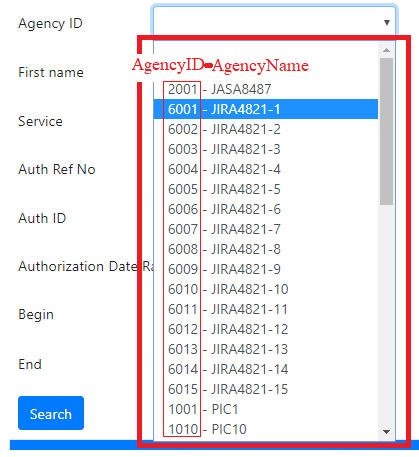 Agency ID
AgencyID-AgencyName
First name
2001 - JASA8487
6001 - JIRA4821-1
Service
6002 - JIRA4821-2
6003 - JIRA4821-3
Auth Ref No
6004 - JIRA4821-4
6005 - JIRA4821-5
6006 - JIRA4821-6
Auth ID
6007 - JIRA4821-7
6008 - JIRA4821-8
Authorization Date Ra
6009 - JIRA4821-9
6010 - JIRA4821-10
Begin
6011 - JIRA4821-11
6012 - JIRA4821-12
6013 - JIRA4821-13
End
6014 - JIRA4821-14
6015 - JIRA4821-15
1001 - PIC1
Search
1010 - PIC10